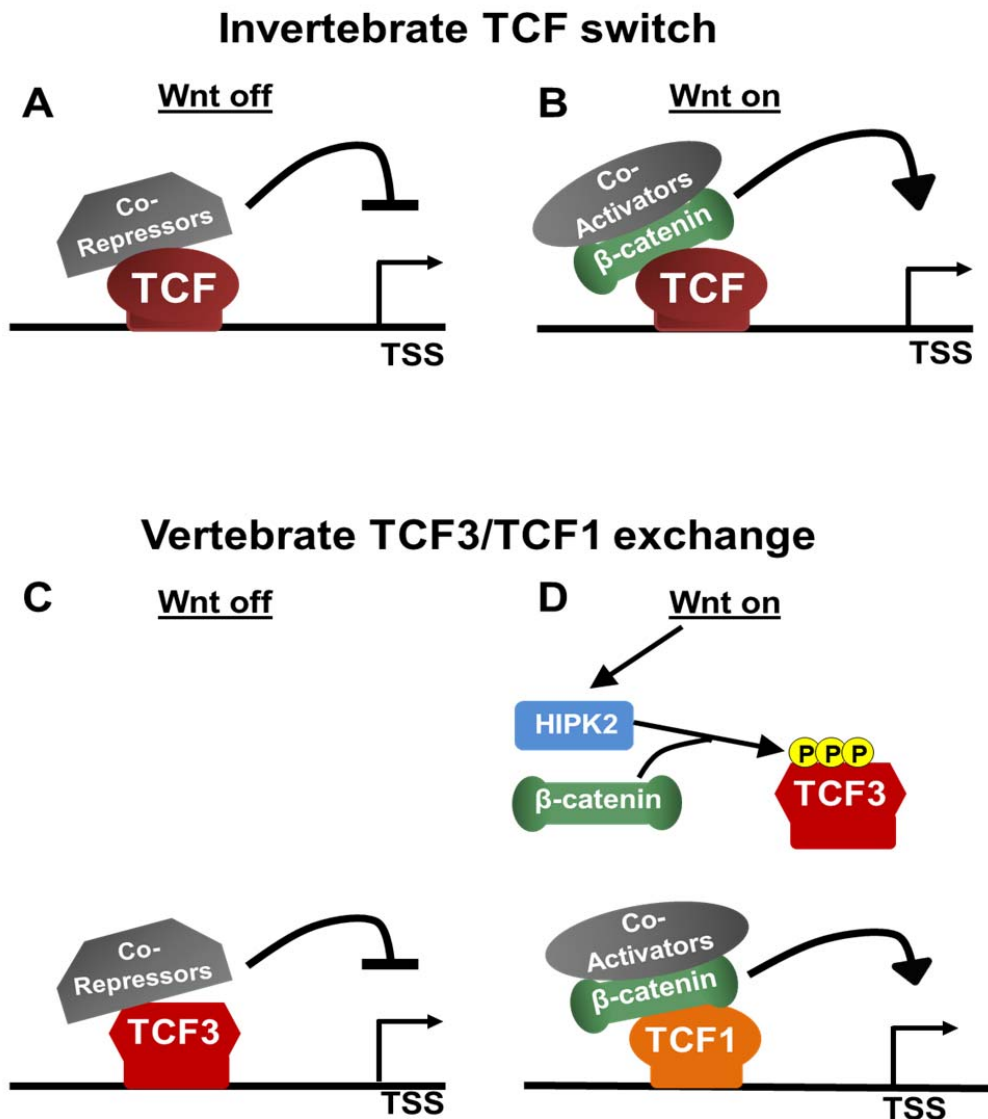 Invertebrate TCF switch
A
Wnt off
Co-
Repressors
TCF
TSS
B
Wnt on
Co-
Activators
β-catenin
TCF
TSS
Vertebrate TCF3/TCF1 exchange
C
Wnt off
Co-
Repressors
TCF3
TSS
D
Wnt on
HIPK2
β-catenin
P P P
TCF3
Co-
Activators
β-catenin
TCF1
TSS